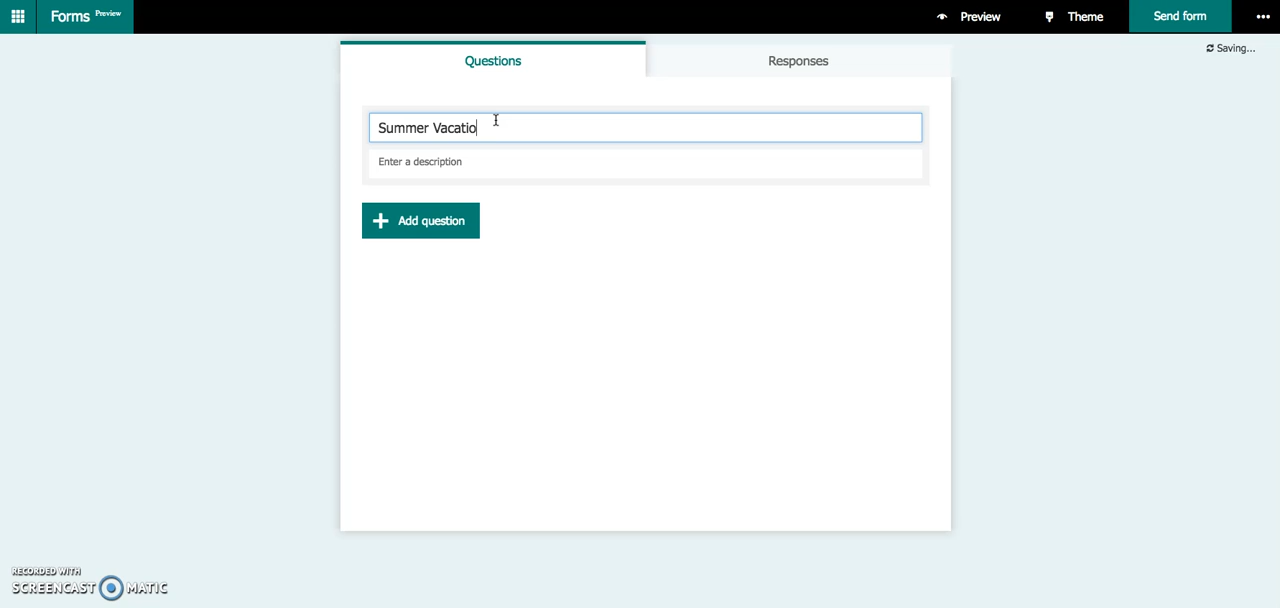 Forms Preview
Preview
Theme
Send form
Saving...
Questions
Responses
Summer Vacatio
Enter a description
Add question
RECORDED WITH
SCREENCAST MATIC